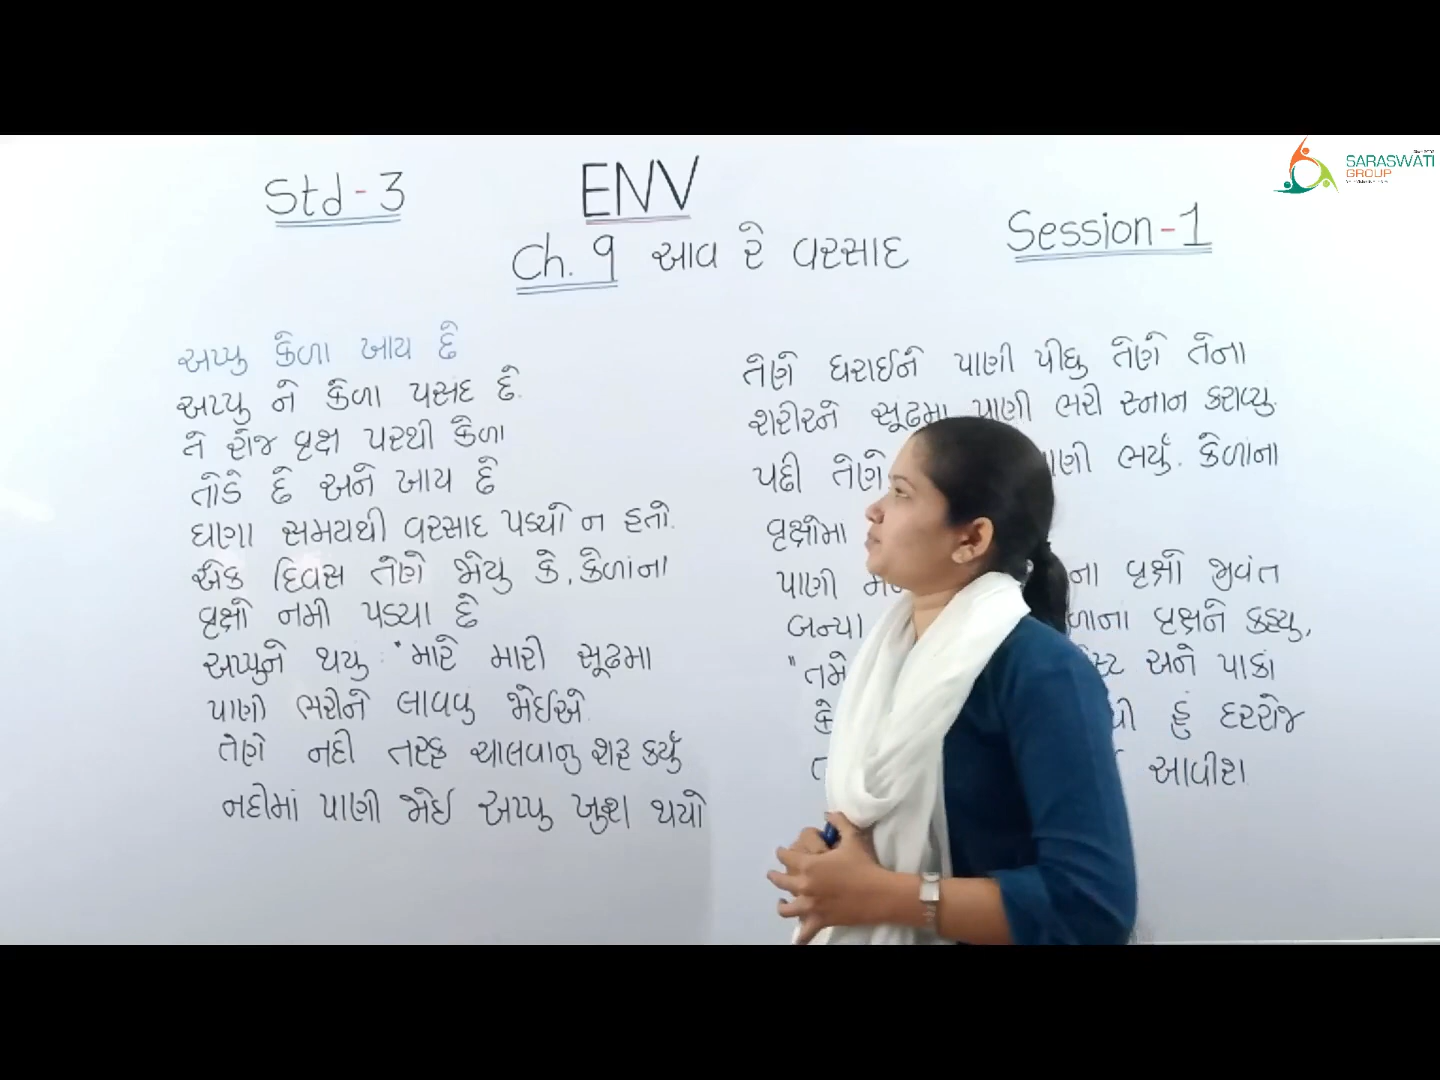 Std-3
ENV
Session-1
Ch. 9 આવ રે વરસાદ
SARASWATI
GROUP
અપ્પુ કેળા ખાય છે
અપ્પુ ને કેળા પસંદ છે.
તે રોજ વૃક્ષ પરથી કેળા
તોડે છે અને ખાય છે
ઘણા સમયથી વરસાદ પડ્યો ન હતો.
એક દિવસ તેણે જોયુ કે, કેળાંના
વૃક્ષો નમી પડ્યા છે
અપ્પુને થયુ : "મારે મારી સૂઢમા
પાણી ભરીને લાવવુ જોઈએ.
તેણે નદી તરફ ચાલવાનુ શરૂ કર્યું
નદીમાં પાણી જોઈ અપ્પુ ખુશ થયો
તેણે ધરાઈને પાણી પીધુ તેણે તેના
શરીરને સૂઢમા પાણી ભરી સ્નાન કરાવ્યુ.
પછી તેણે પાણી ભર્યું. કેળાંના
વૃક્ષોમા
પાણી ના વૃક્ષો જીવંત
બન્યા વૃક્ષને કહ્યુ,
"તમે અને પાકાં
હું દરરોજ
આવીશ.